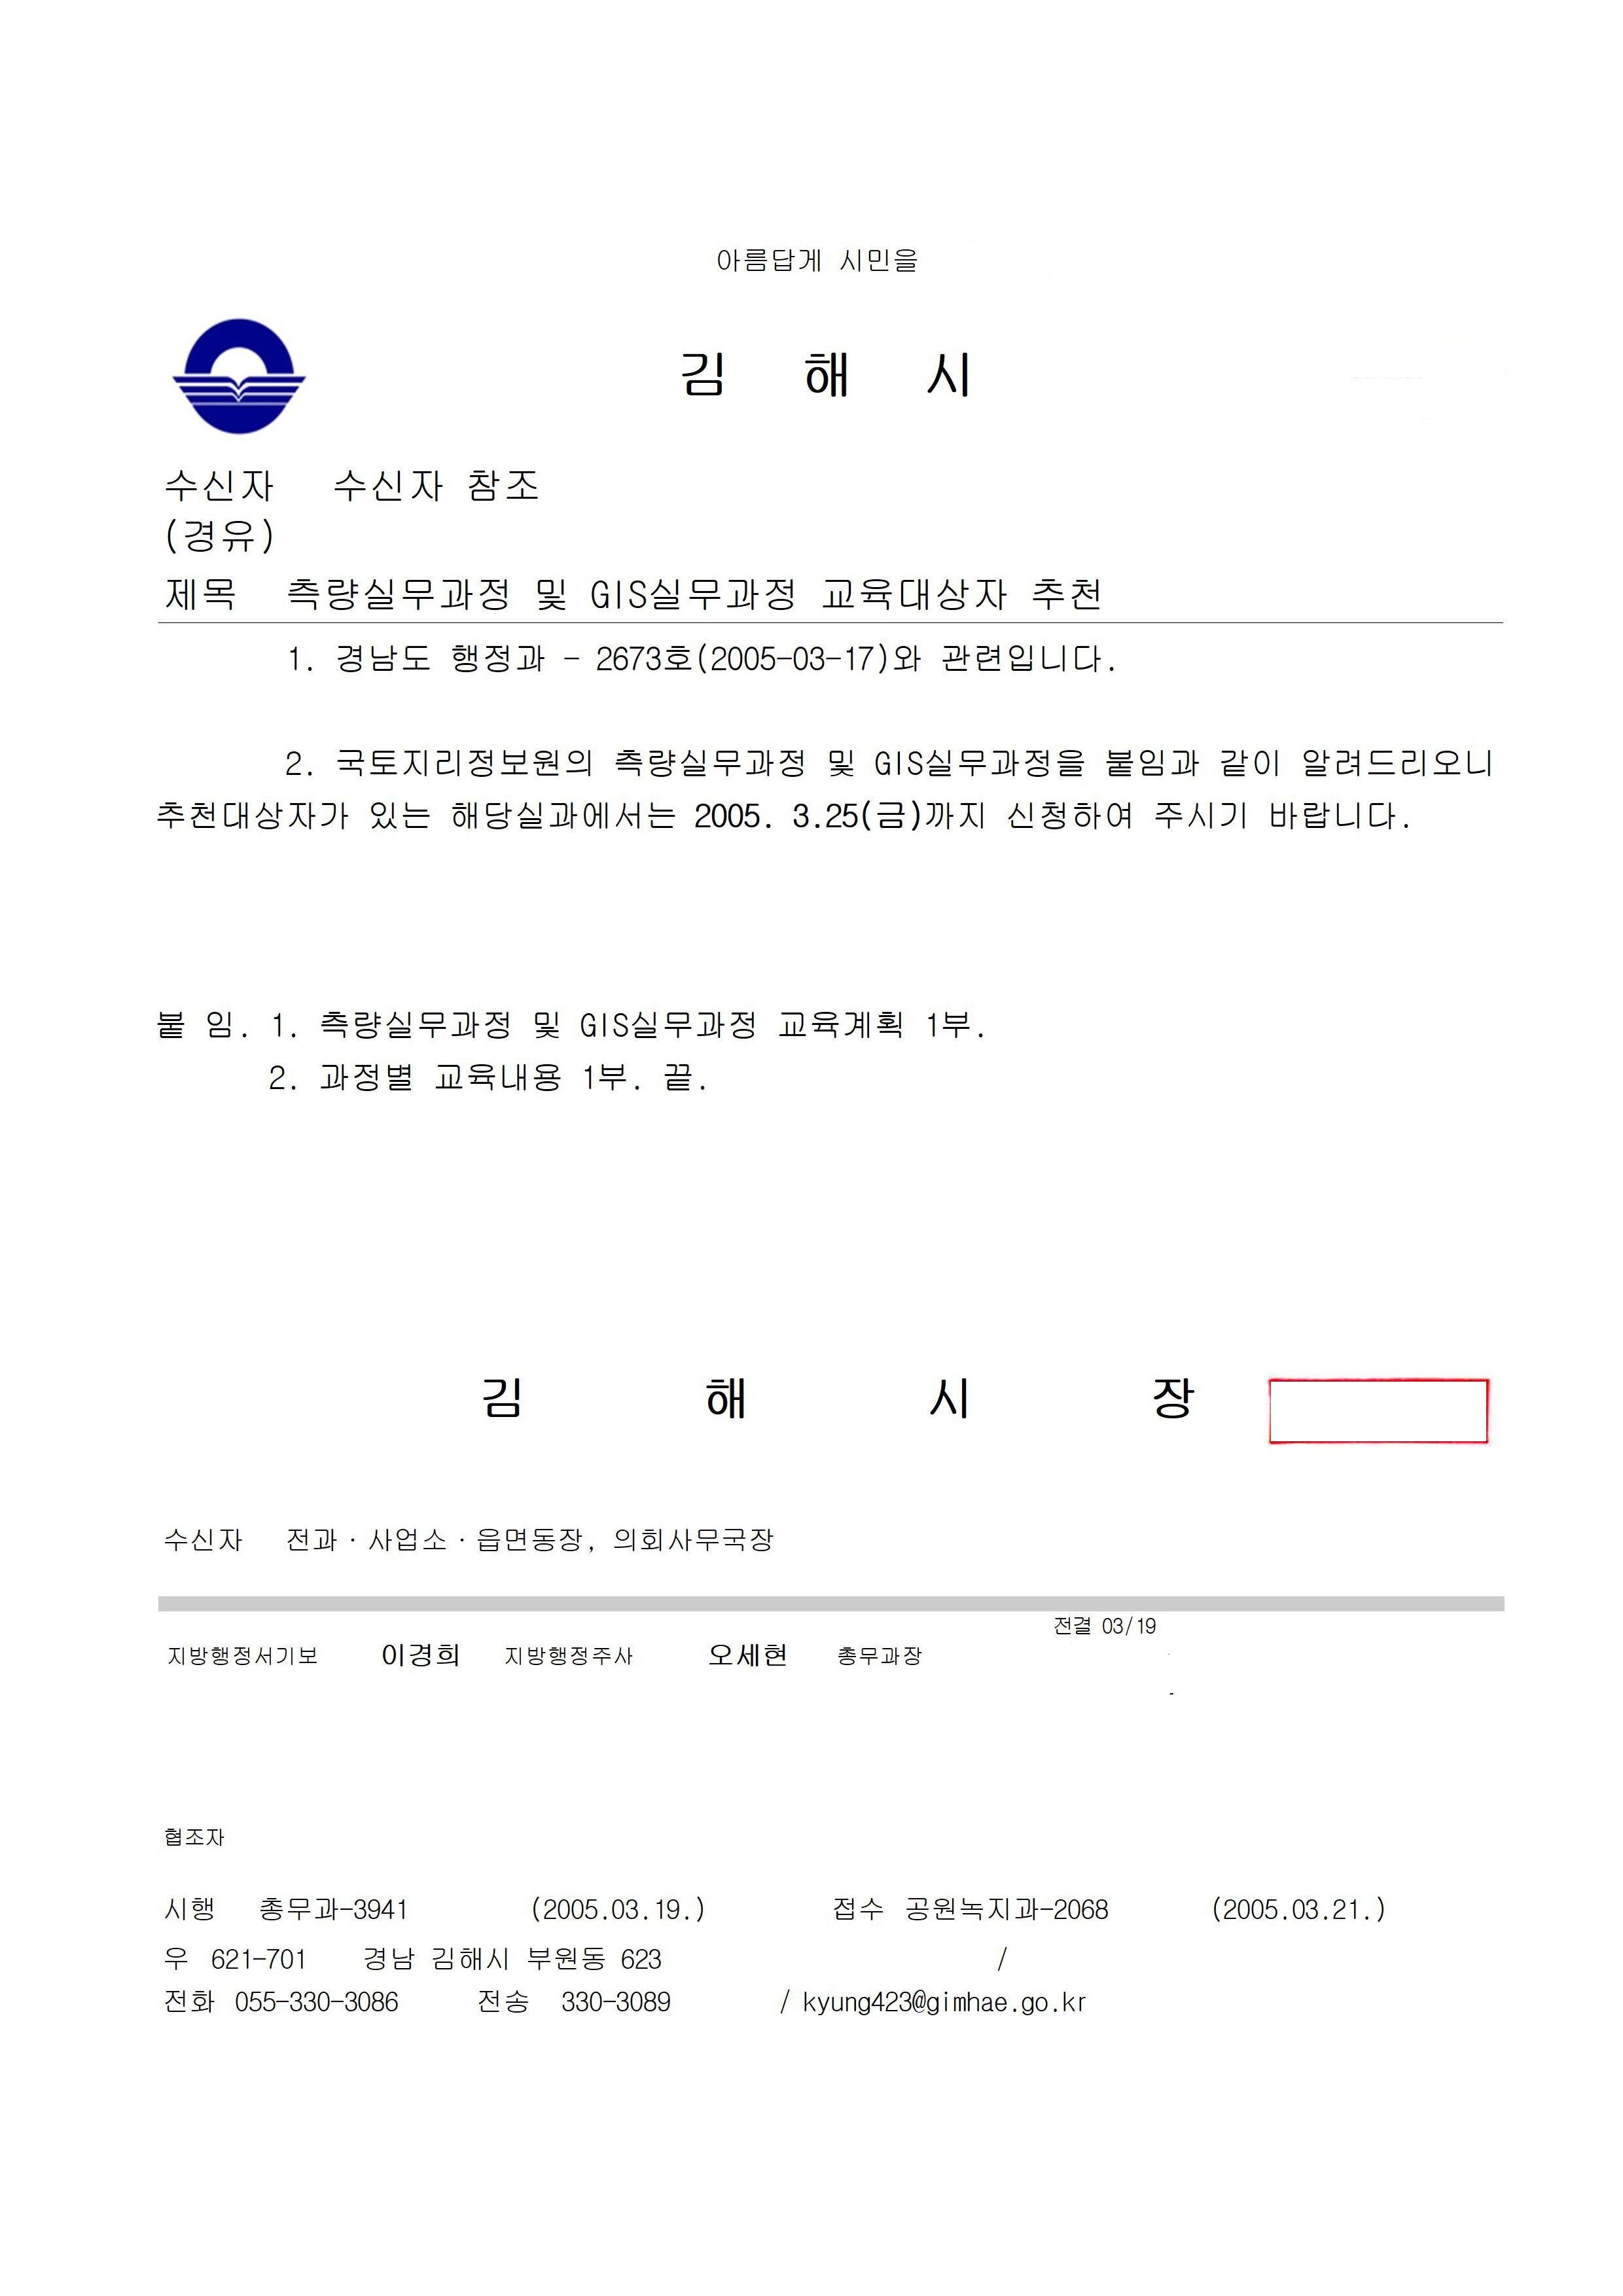 아름답게 시민을
김 해 시
수신자 수신자 참조
(경유)
제목 측량실무과정 및 GIS실무과정 교육대상자 추천
1. 경남도 행정과 - 2673호(2005-03-17)와 관련입니다.
2. 국토지리정보원의 측량실무과정 및 GIS실무과정을 붙임과 같이 알려드리오니
추천대상자가 있는 해당실과에서는 2005. 3.25(금)까지 신청하여 주시기 바랍니다.
붙 임. 1. 측량실무과정 및 GIS실무과정 교육계획 1부.
2. 과정별 교육내용 1부. 끝.
김 해 시 장
수신자 전과·사업소·읍면동장, 의회사무국장
전결 03/19
지방행정서기보 이경희 지방행정주사 오세현 총무과장
협조자
시행 총무과-3941 (2005.03.19.) 접수 공원녹지과-2068 (2005.03.21.)
우 621-701 경남 김해시 부원동 623 /
전화 055-330-3086 전송 330-3089 / kyung423@gimhae.go.kr